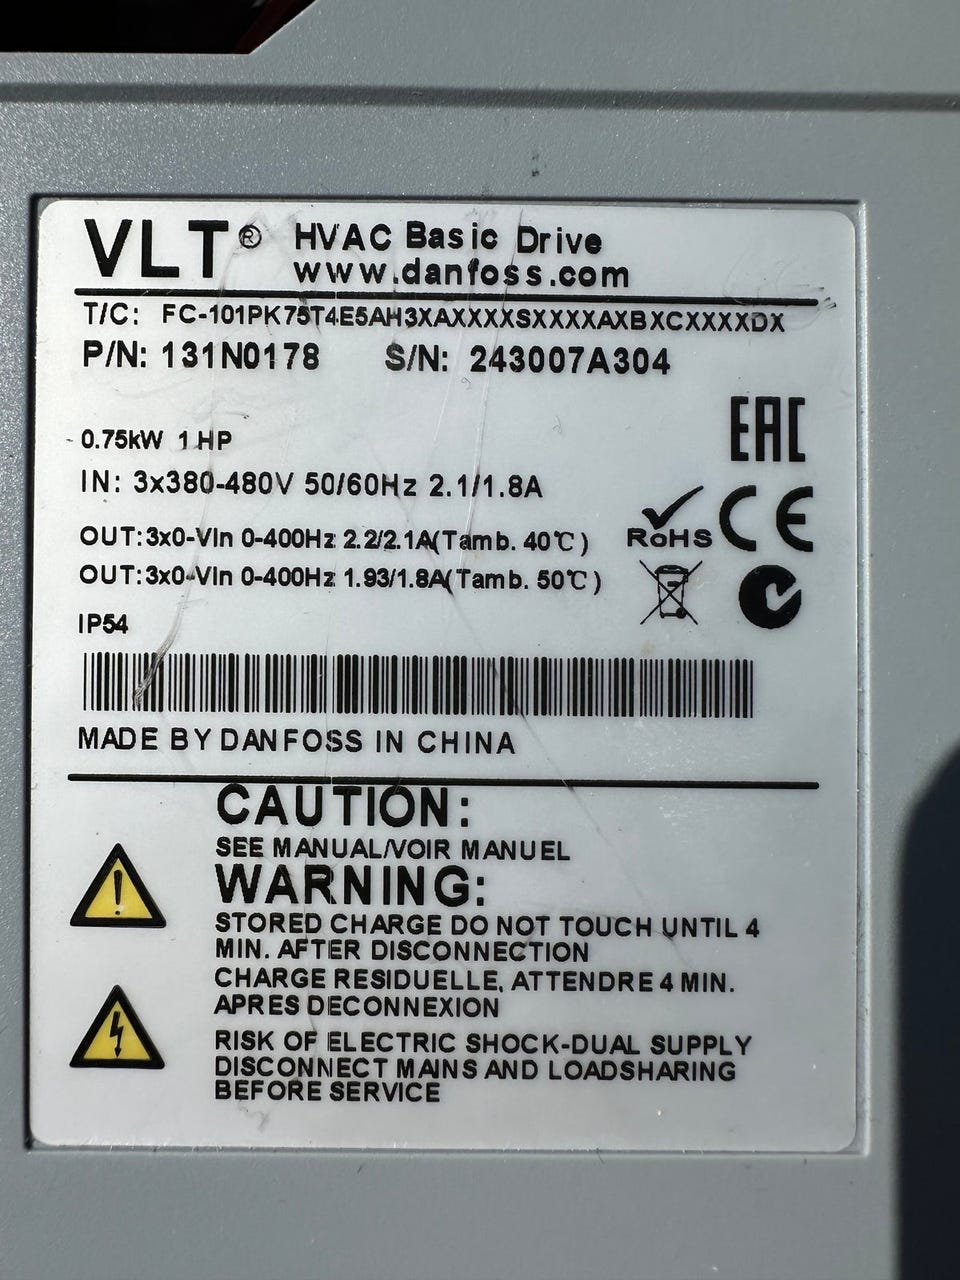 VLT® HVAC Basic Drive
www.danfoss.com
T/C: FC-101PK75T4E5AH3XAXXXXSXXXXAXBXCXXXXDX
P/N: 131N0178 S/N: 243007A304
EAC
0.75kW 1 HP
IN: 3x380-480V 50/60Hz 2.1/1.8A
OUT:3x0-Vin 0-400Hz 2.2/2.1A(Tamb. 40℃)
RoHS CE
OUT:3x0-Vin 0-400Hz 1.93/1.8A(Tamb. 50℃)
IP54
MADE BY DANFOSS IN CHINA
CAUTION:
SEE MANUAL/VOIR MANUEL
WARNING:
STORED CHARGE DO NOT TOUCH UNTIL 4
MIN. AFTER DISCONNECTION
CHARGE RESIDUELLE, ATTENDRE 4 MIN.
APRES DECONNEXION
RISK OF ELECTRIC SHOCK-DUAL SUPPLY
DISCONNECT MAINS AND LOADSHARING
BEFORE SERVICE